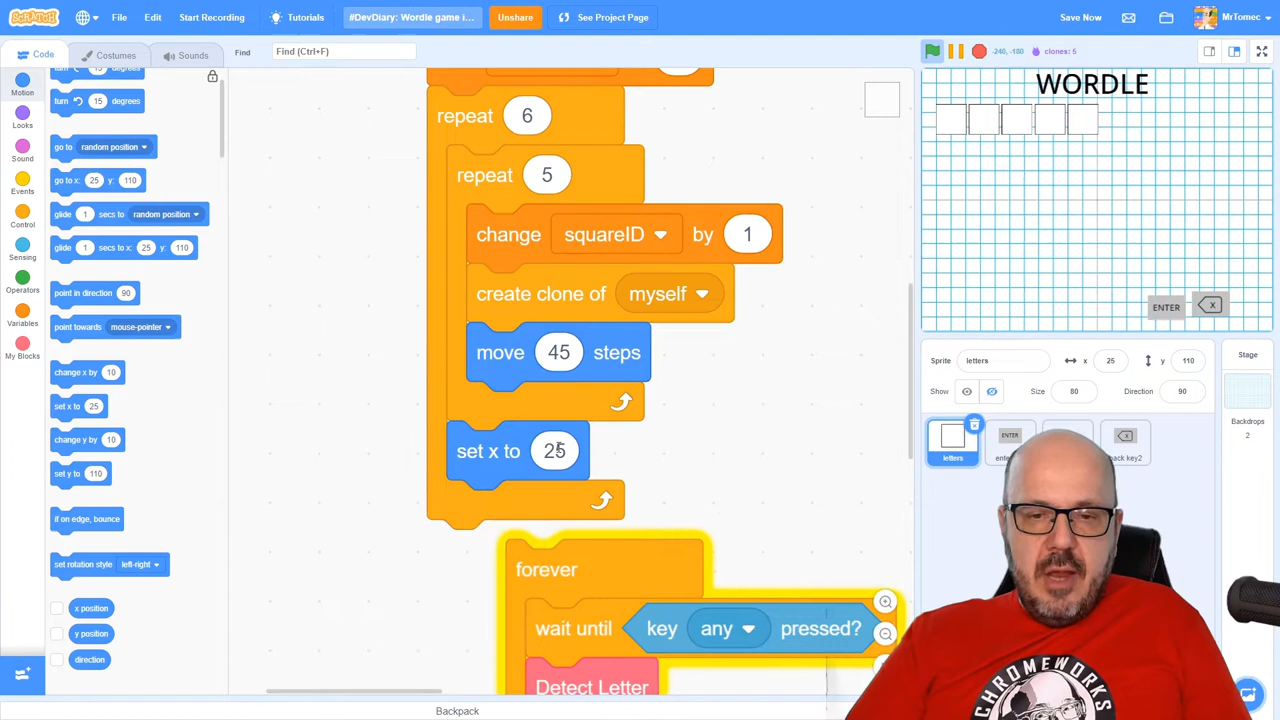 SCRATCH
File
Edit
Start Recording
Tutorials
#DevDiary: Wordle game i...
Unshare
See Project Page
Save Now
MrTomec
Code
Costumes
Sounds
Find
Find (Ctrl+F)
-240, -180
clones: 5
Motion
Looks
Sound
Events
Control
Sensing
Operators
Variables
My Blocks
turn 15 degrees
turn 15 degrees
go to random position
go to x: 25 y: 110
glide 1 secs to random position
glide 1 secs to x: 25 y: 110
point in direction 90
point towards mouse-pointer
change x by 10
set x to 25
change y by 10
set y to 110
if on edge, bounce
set rotation style left-right
x position
y position
direction
repeat 6
repeat 5
change squareID by 1
create clone of myself
move 45 steps
set x to 25
forever
wait until key any pressed?
Detect Letter
WORDLE
ENTER
X
Sprite
letters
x
25
y
110
Show
Size
80
Direction
90
Stage
Backdrops
2
letters
ENTER
back key2
Backpack
CHROMEWORKS